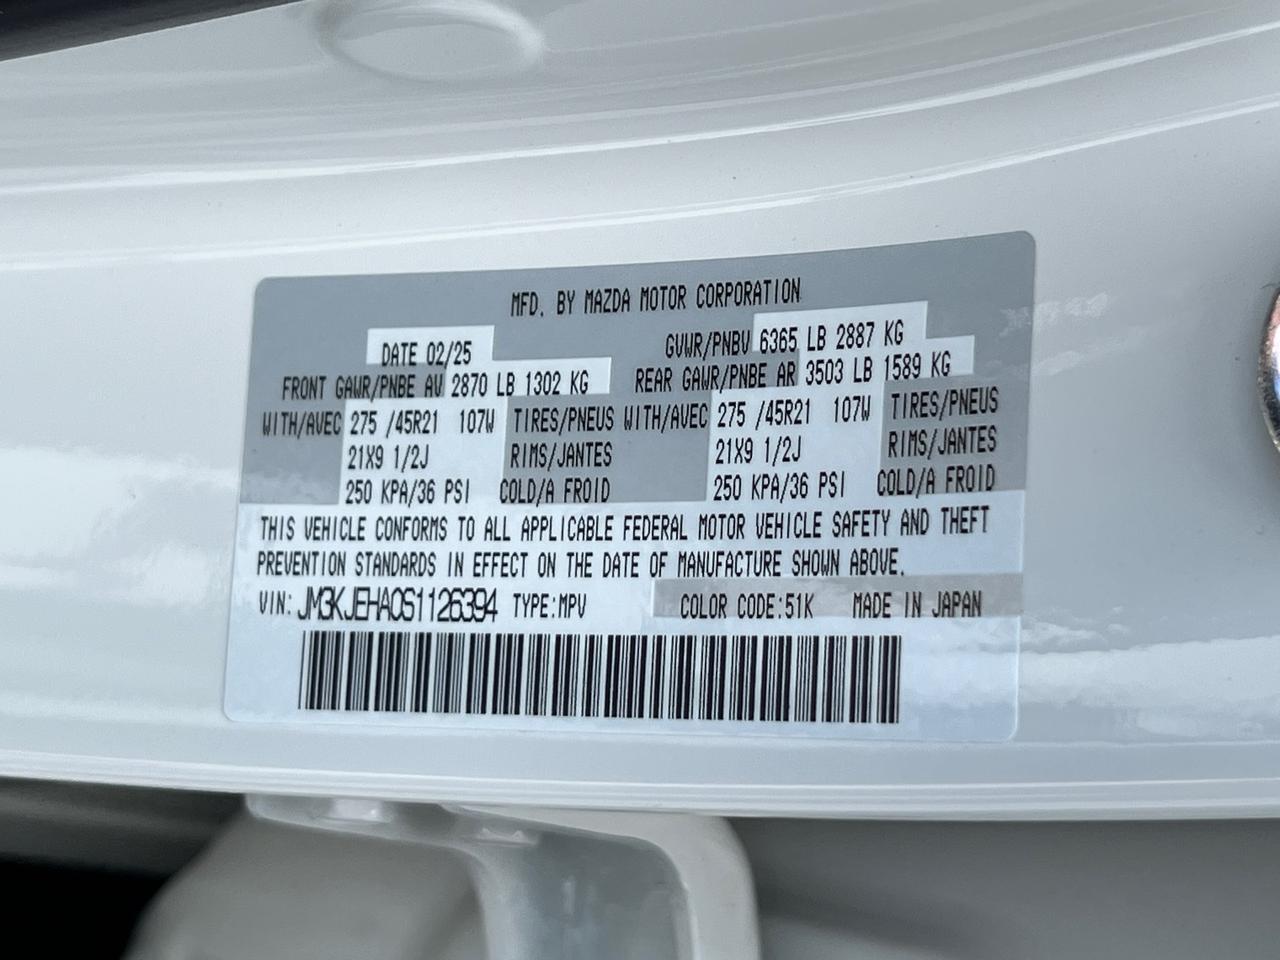 MFD. BY MAZDA MOTOR CORPORATION
DATE 02/25 GVWR/PNBV 6365 LB 2887 KG
FRONT GAWR/PNBE AV 2870 LB 1302 KG REAR GAWR/PNBE AR 3503 LB 1589 KG
WITH/AVEC 275 /45R21 107W TIRES/PNEUS WITH/AVEC 275 /45R21 107W TIRES/PNEUS
21X9 1/2J RIMS/JANTES 21X9 1/2J RIMS/JANTES
250 KPA/36 PSI COLD/A FROID 250 KPA/36 PSI COLD/A FROID
THIS VEHICLE CONFORMS TO ALL APPLICABLE FEDERAL MOTOR VEHICLE SAFETY AND THEFT
PREVENTION STANDARDS IN EFFECT ON THE DATE OF MANUFACTURE SHOWN ABOVE.
VIN: JM3KJEHA0S1126394 TYPE:MPV COLOR CODE:51K MADE IN JAPAN